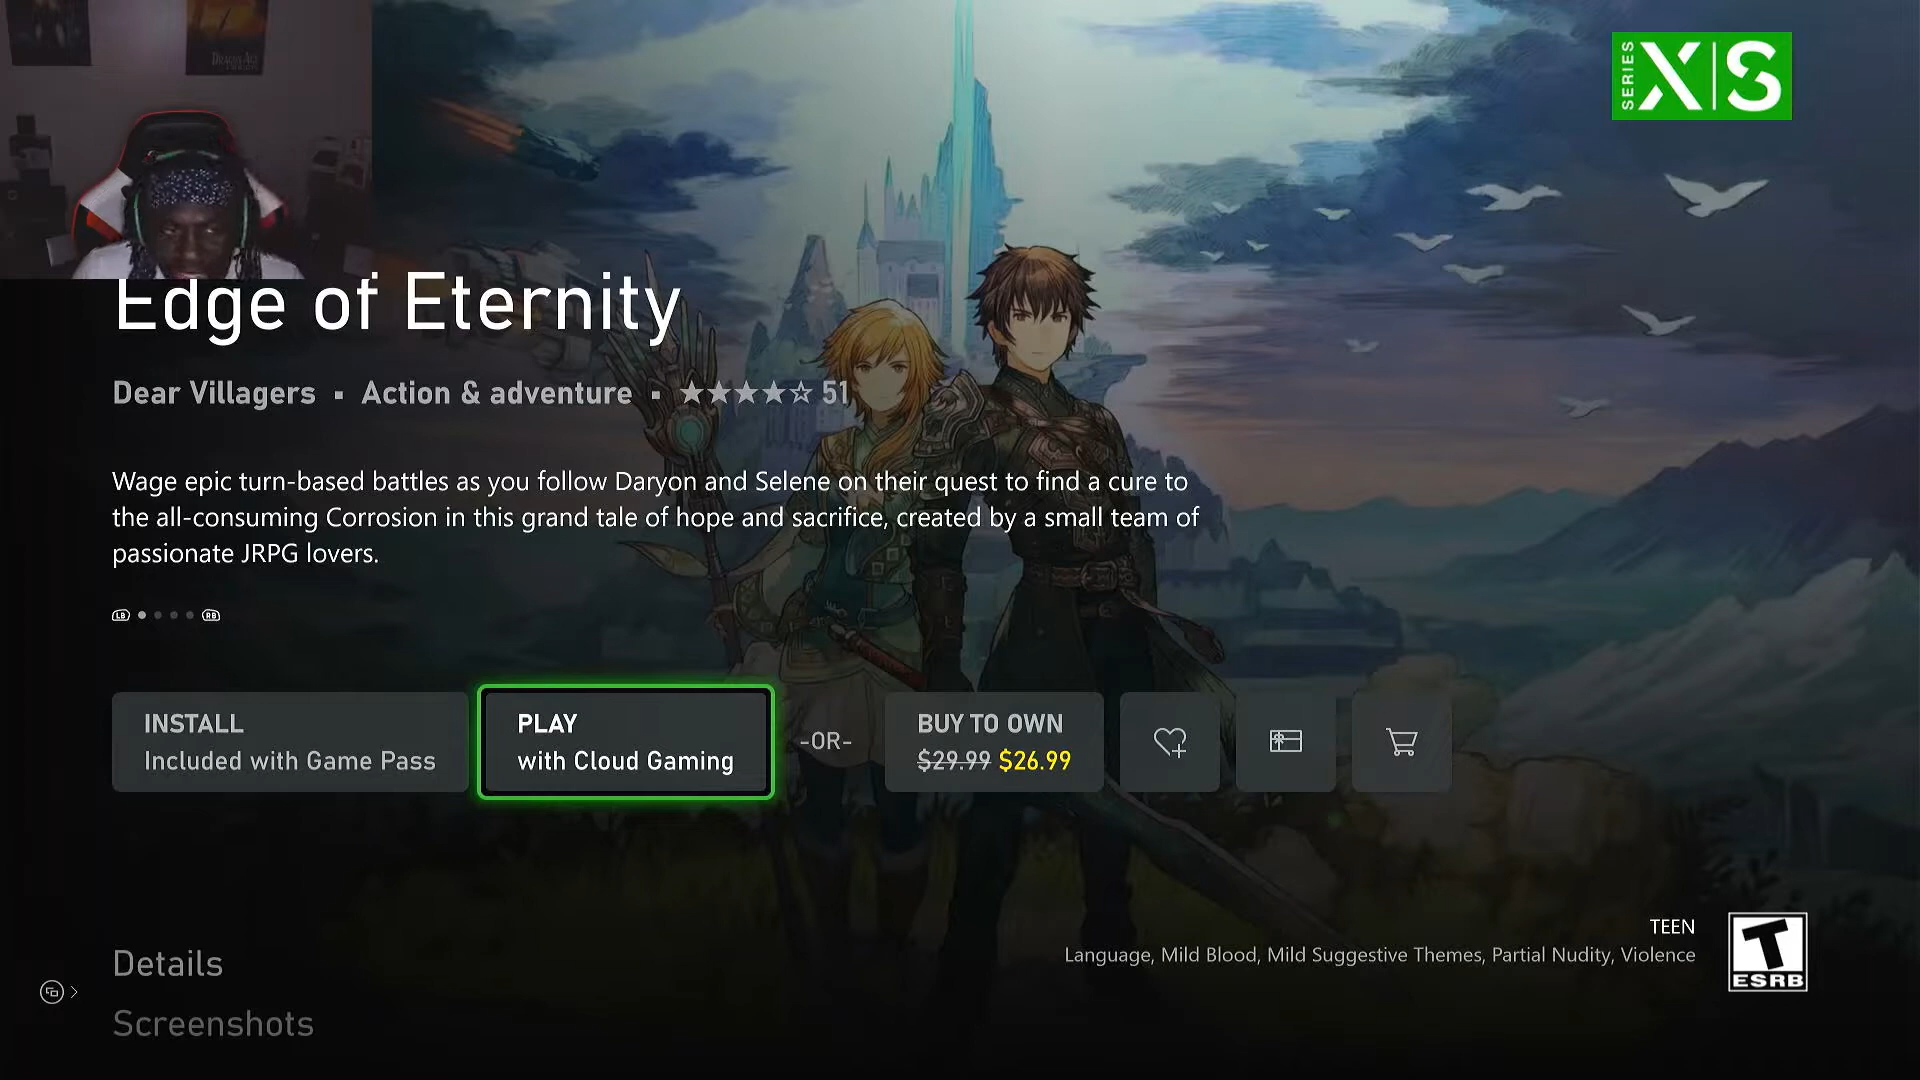 DRAGON AGE
SERIES X|S
Edge of Eternity
Dear Villagers ▪ Action & adventure ▪ ★★★★☆ 51
Wage epic turn-based battles as you follow Daryon and Selene on their quest to find a cure to
the all-consuming Corrosion in this grand tale of hope and sacrifice, created by a small team of
passionate JRPG lovers.
LB RB
INSTALL
Included with Game Pass
PLAY
with Cloud Gaming
-OR-
BUY TO OWN
$29.99 $26.99
TEEN
Language, Mild Blood, Mild Suggestive Themes, Partial Nudity, Violence
T
ESRB
Details
Screenshots